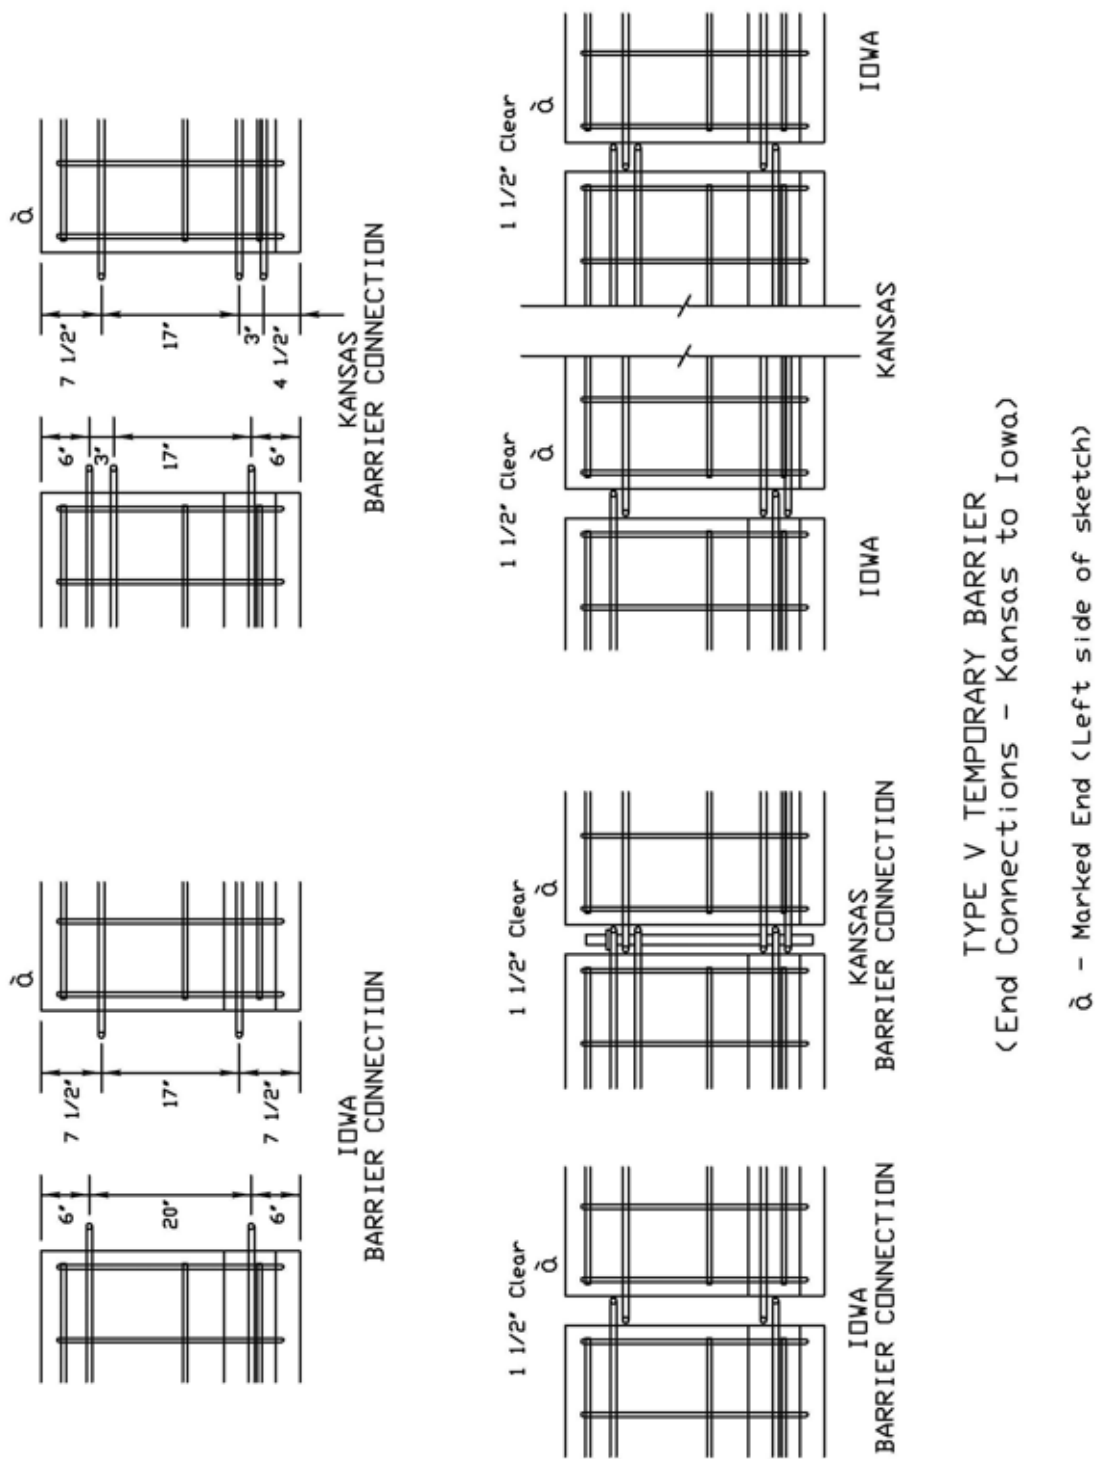 à
6"
20"
6"
7 1/2"
17"
7 1/2"
IOWA
BARRIER CONNECTION
à
6"
3"
17"
6"
7 1/2"
17"
3"
4 1/2"
KANSAS
BARRIER CONNECTION
1 1/2" Clear
à
IOWA
BARRIER CONNECTION
1 1/2" Clear
à
KANSAS
BARRIER CONNECTION
1 1/2" Clear
à
1 1/2" Clear
à
IOWA
KANSAS
IOWA
TYPE V TEMPORARY BARRIER
(End Connections - Kansas to Iowa)
à - Marked End (Left side of sketch)